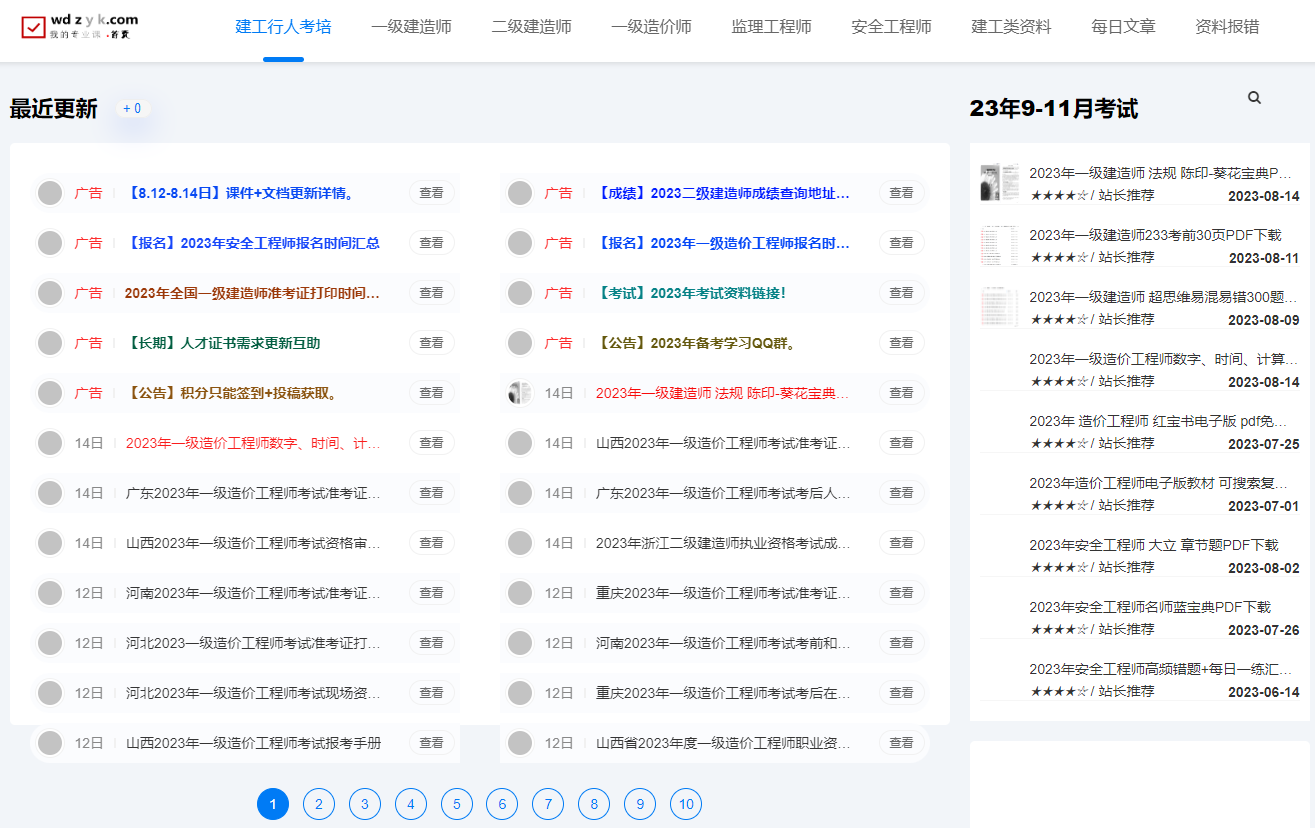 wd z y k.com
我的专业课.首页
建工行人考培 一级建造师 二级建造师 一级造价师 监理工程师 安全工程师 建工类资料 每日文章 资料报错
最近更新 + 0
广告 【8.12-8.14日】课件+文档更新详情。 查看
广告 【成绩】2023二级建造师成绩查询地址... 查看
广告 【报名】2023年安全工程师报名时间汇总 查看
广告 【报名】2023年一级造价工程师报名时... 查看
广告 2023年全国一级建造师准考证打印时间... 查看
广告 【考试】2023年考试资料链接! 查看
广告 【长期】人才证书需求更新互助 查看
广告 【公告】2023年备考学习QQ群。 查看
广告 【公告】积分只能签到+投稿获取。 查看
14日 2023年一级建造师 法规 陈印-葵花宝典... 查看
14日 2023年一级造价工程师数字、时间、计... 查看
14日 山西2023年一级造价工程师考试准考证... 查看
14日 广东2023年一级造价工程师考试准考证... 查看
14日 广东2023年一级造价工程师考试考后人... 查看
14日 山西2023年一级造价工程师考试资格审... 查看
14日 2023年浙江二级建造师执业资格考试成... 查看
12日 河南2023年一级造价工程师考试准考证... 查看
12日 重庆2023年一级造价工程师考试准考证... 查看
12日 河北2023一级造价工程师考试准考证打... 查看
12日 河南2023年一级造价工程师考试考前和... 查看
12日 河北2023年一级造价工程师考试现场资... 查看
12日 重庆2023年一级造价工程师考试考后在... 查看
12日 山西2023年一级造价工程师考试报考手册 查看
12日 山西省2023年度一级造价工程师职业资... 查看
1 2 3 4 5 6 7 8 9 10
23年9-11月考试
2023年一级建造师 法规 陈印-葵花宝典P...
★★★★☆ / 站长推荐 2023-08-14
2023年一级建造师233考前30页PDF下载
★★★★☆ / 站长推荐 2023-08-11
2023年一级建造师 超思维易混易错300题...
★★★★☆ / 站长推荐 2023-08-09
2023年一级造价工程师数字、时间、计算...
★★★★☆ / 站长推荐 2023-08-14
2023年 造价工程师 红宝书电子版 pdf免...
★★★★☆ / 站长推荐 2023-07-25
2023年造价工程师电子版教材 可搜索复...
★★★★☆ / 站长推荐 2023-07-01
2023年安全工程师 大立 章节题PDF下载
★★★★☆ / 站长推荐 2023-08-02
2023年安全工程师名师蓝宝典PDF下载
★★★★☆ / 站长推荐 2023-07-26
2023年安全工程师高频错题+每日一练汇...
★★★★☆ / 站长推荐 2023-06-14